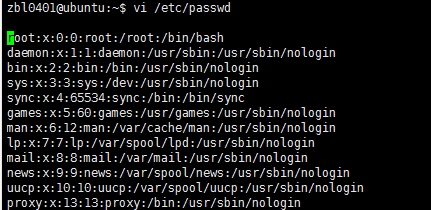 zbl0401@ubuntu:~$ vi /etc/passwd
root:x:0:0:root:/root:/bin/bash
daemon:x:1:1:daemon:/usr/sbin:/usr/sbin/nologin
bin:x:2:2:bin:/bin:/usr/sbin/nologin
sys:x:3:3:sys:/dev:/usr/sbin/nologin
sync:x:4:65534:sync:/bin:/bin/sync
games:x:5:60:games:/usr/games:/usr/sbin/nologin
man:x:6:12:man:/var/cache/man:/usr/sbin/nologin
lp:x:7:7:lp:/var/spool/lpd:/usr/sbin/nologin
mail:x:8:8:mail:/var/mail:/usr/sbin/nologin
news:x:9:9:news:/var/spool/news:/usr/sbin/nologin
uucp:x:10:10:uucp:/var/spool/uucp:/usr/sbin/nologin
proxy:x:13:13:proxy:/bin:/usr/sbin/nologin